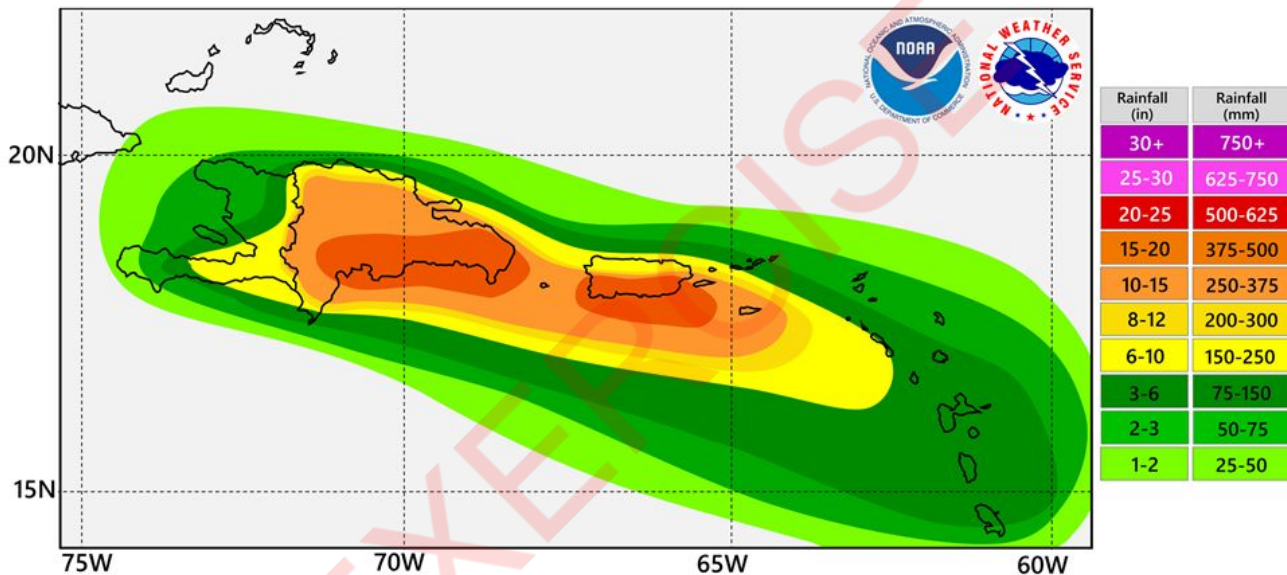 NATIONAL OCEANIC AND ATMOSPHERIC ADMINISTRATION
NOAA
U.S. DEPARTMENT OF COMMERCE
NATIONAL WEATHER SERVICE
EXERCISE
20N
15N
75W 70W 65W 60W
Rainfall (in) Rainfall (mm)
30+ 750+
25-30 625-750
20-25 500-625
15-20 375-500
10-15 250-375
8-12 200-300
6-10 150-250
3-6 75-150
2-3 50-75
1-2 25-50